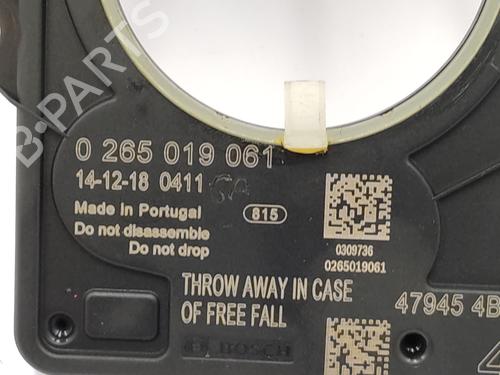 B-PARTS
0 265 019 061
14-12-18 0411
Made in Portugal
815
Do not disassemble
Do not drop
0309736
0265019061
THROW AWAY IN CASE
OF FREE FALL
47945 4B
BOSCH